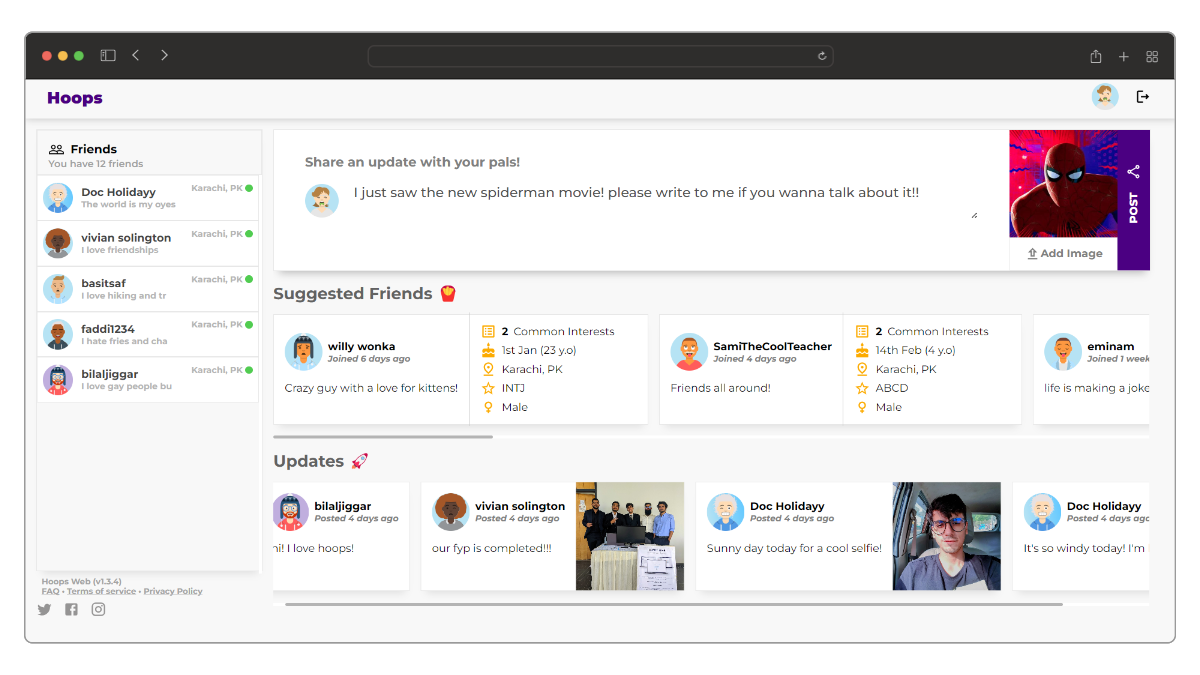 Hoops
Friends
You have 12 friends
Doc Holidayy
Karachi, PK
The world is my oyes
vivian solington
Karachi, PK
I love friendships
basitsaf
Karachi, PK
I love hiking and tr
faddi1234
Karachi, PK
I hate fries and cha
bilaljiggar
Karachi, PK
I love gay people bu
Hoops Web (v1.3.4)
FAQ • Terms of service • Privacy Policy
Share an update with your pals!
I just saw the new spiderman movie! please write to me if you wanna talk about it!!
Add Image
POST
Suggested Friends
willy wonka
Joined 6 days ago
Crazy guy with a love for kittens!
2 Common Interests
1st Jan (23 y.o)
Karachi, PK
INTJ
Male
SamiTheCoolTeacher
Joined 4 days ago
Friends all around!
2 Common Interests
14th Feb (4 y.o)
Karachi, PK
ABCD
Male
eminam
Joined 1 week
life is making a joke
Updates
bilaljiggar
Posted 4 days ago
hi! I love hoops!
vivian solington
Posted 4 days ago
our fyp is completed!!!
Doc Holidayy
Posted 4 days ago
Sunny day today for a cool selfie!
Doc Holidayy
Posted 4 days ago
It's so windy today! I'm